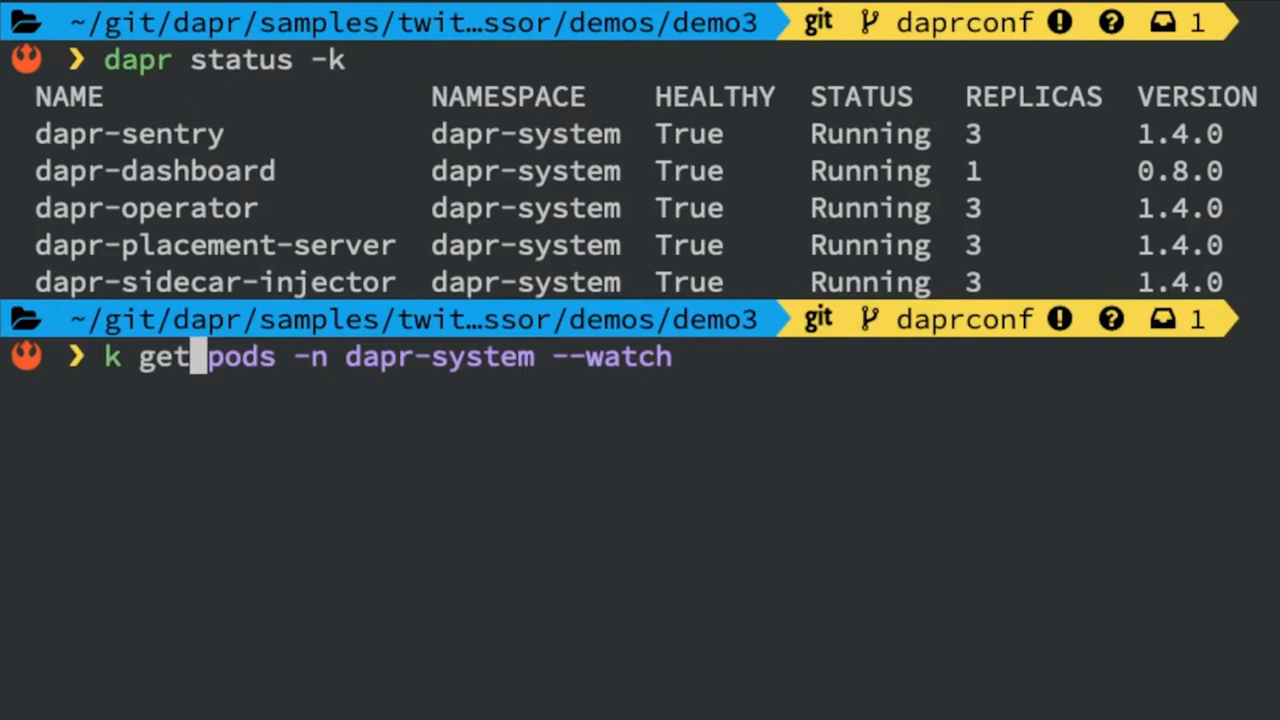 ~/git/dapr/samples/twit…ssor/demos/demo3 git daprconf 1
❯ dapr status -k
NAME NAMESPACE HEALTHY STATUS REPLICAS VERSION
dapr-sentry dapr-system True Running 3 1.4.0
dapr-dashboard dapr-system True Running 1 0.8.0
dapr-operator dapr-system True Running 3 1.4.0
dapr-placement-server dapr-system True Running 3 1.4.0
dapr-sidecar-injector dapr-system True Running 3 1.4.0
~/git/dapr/samples/twit…ssor/demos/demo3 git daprconf 1
❯ k get pods -n dapr-system --watch